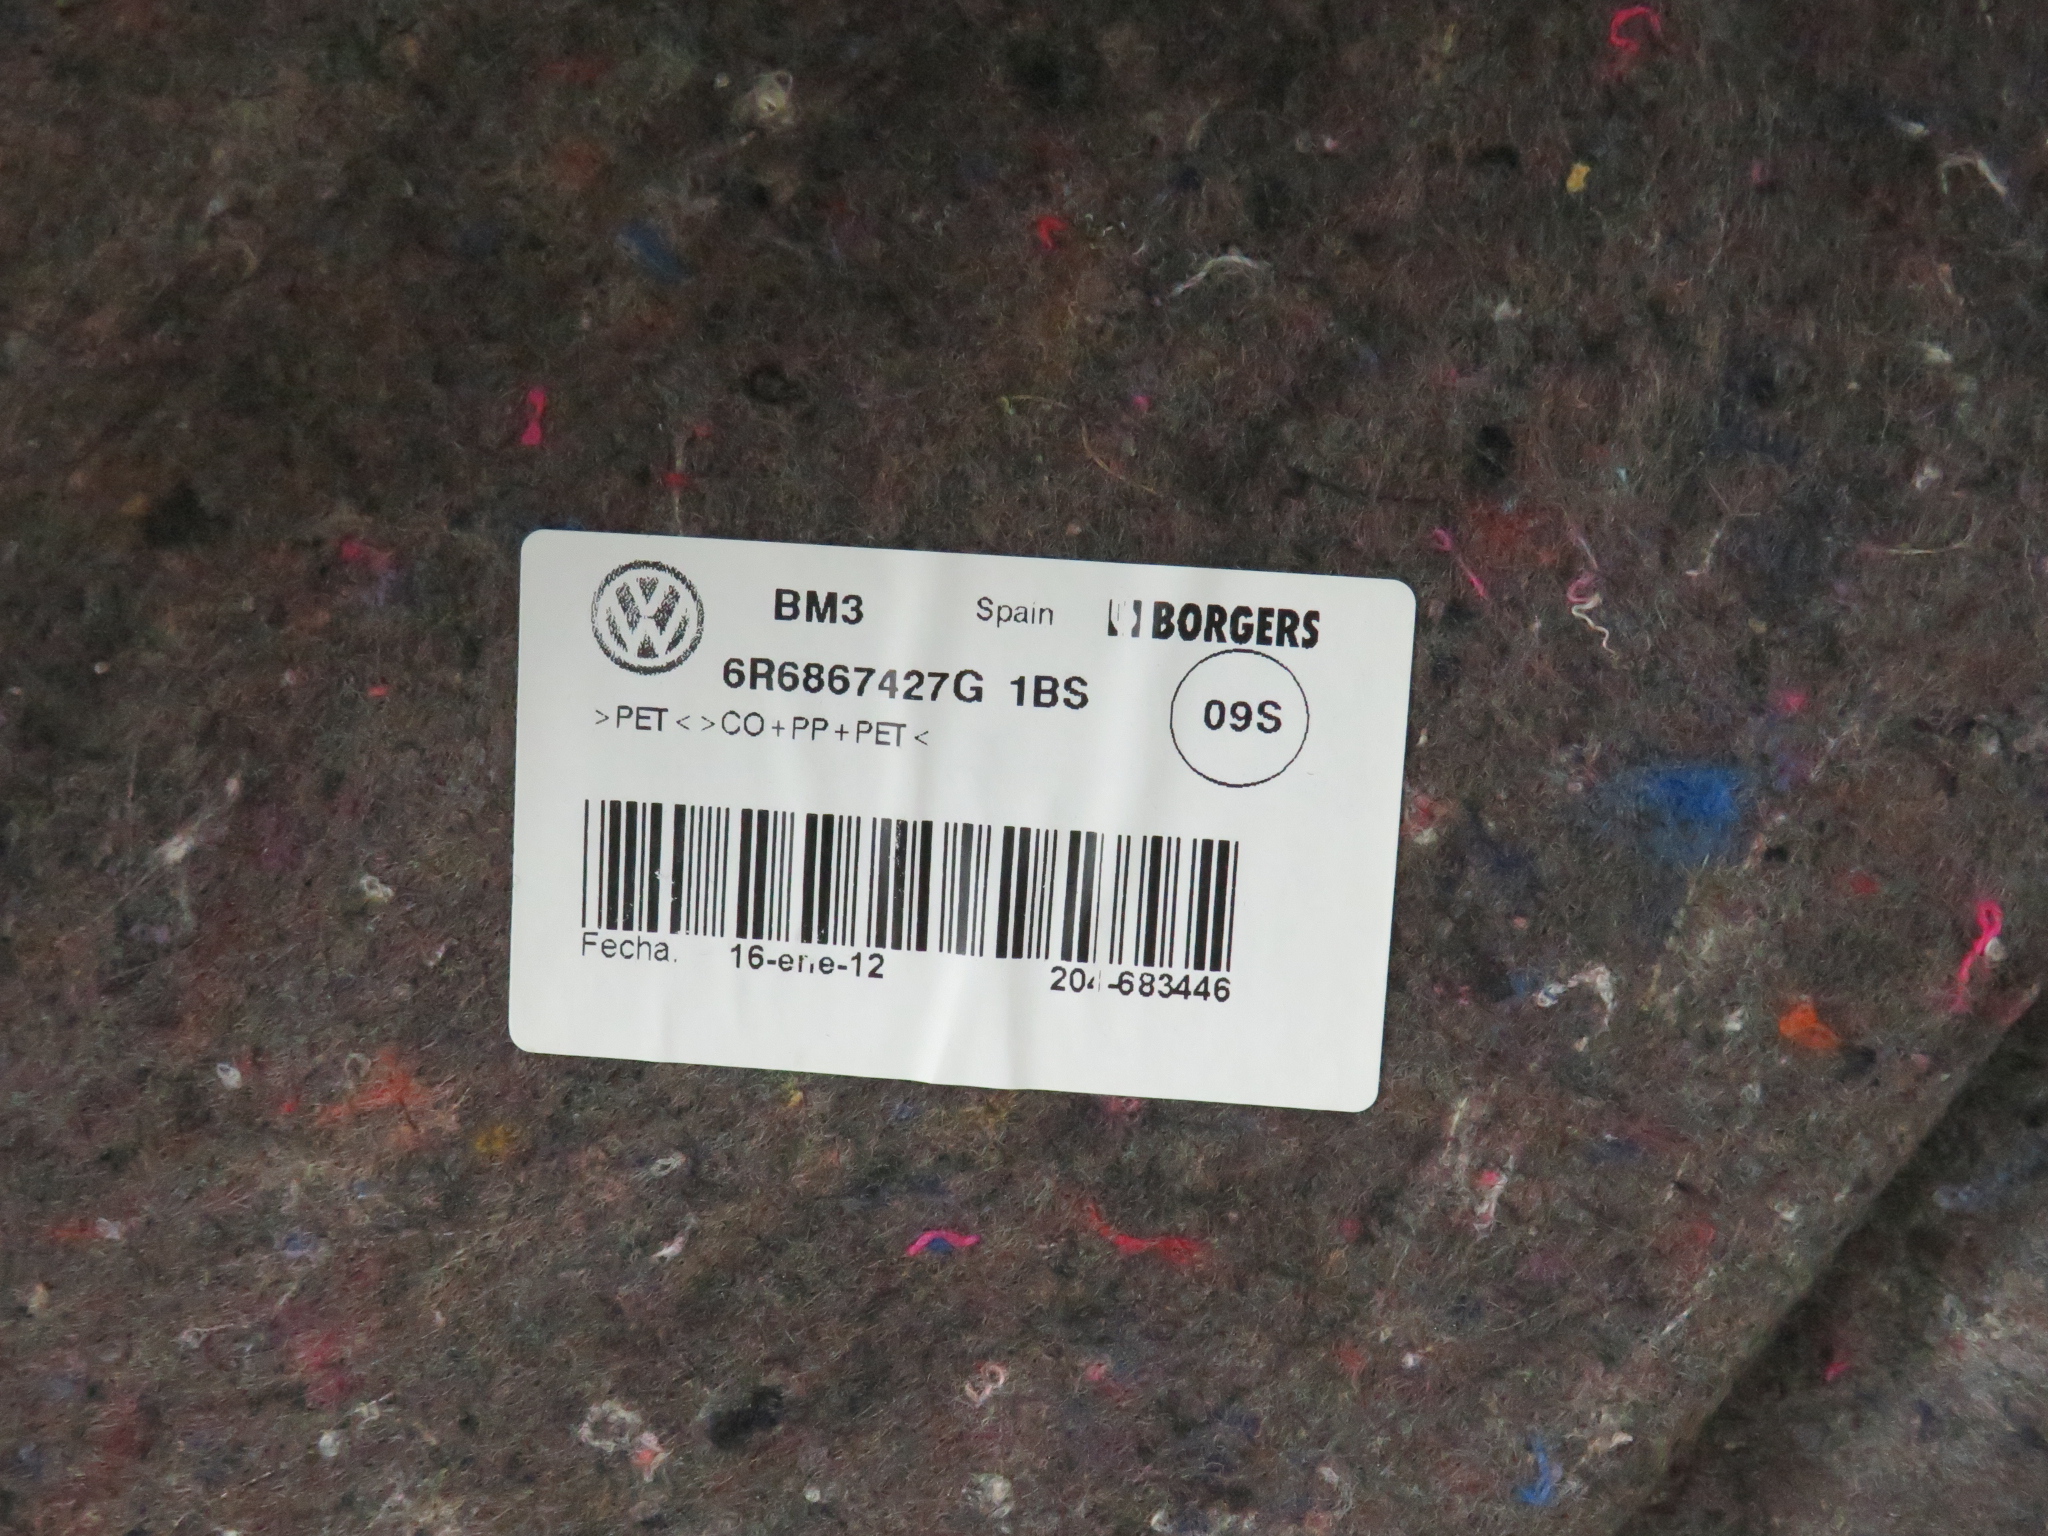 BM3 Spain BORGERS
6R6867427G 1BS
09S
>PET< >CO+PP+PET<
Fecha. 16-ene-12 204-683446